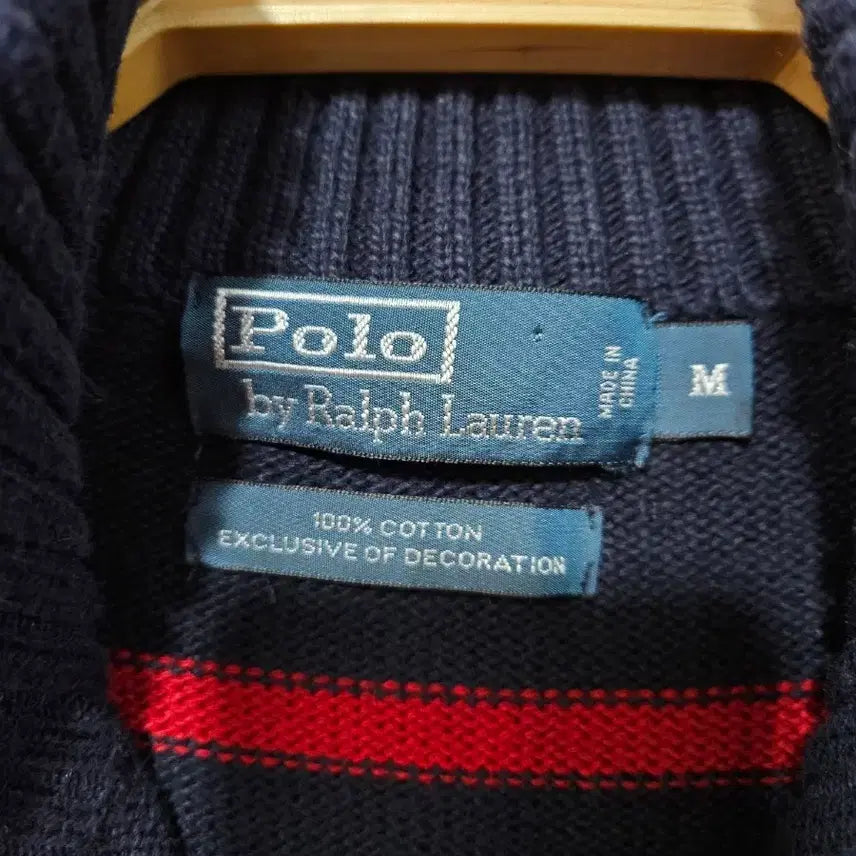 Polo
by Ralph Lauren
MADE IN
CHINA
M
100% COTTON
EXCLUSIVE OF DECORATION